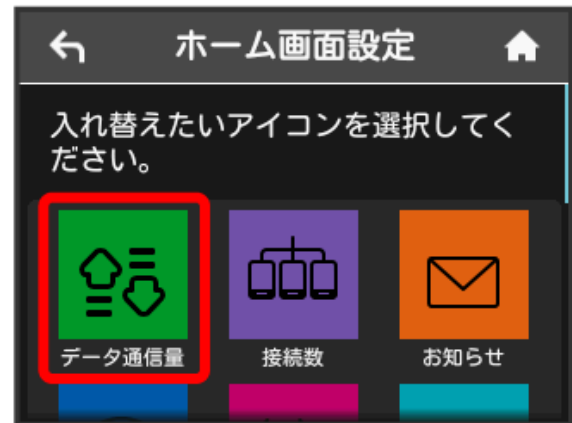 ホーム画面設定
入れ替えたいアイコンを選択してく
ださい。
データ通信量 接続数 お知らせ